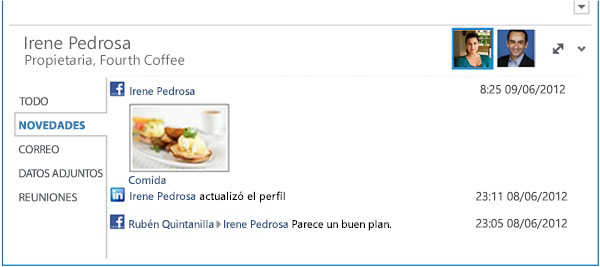 Irene Pedrosa
Propietaria, Fourth Coffee
TODO
NOVEDADES
CORREO
DATOS ADJUNTOS
REUNIONES
Irene Pedrosa 8:25 09/06/2012
Comida
Irene Pedrosa actualizó el perfil 23:11 08/06/2012
Rubén Quintanilla Irene Pedrosa Parece un buen plan. 23:05 08/06/2012